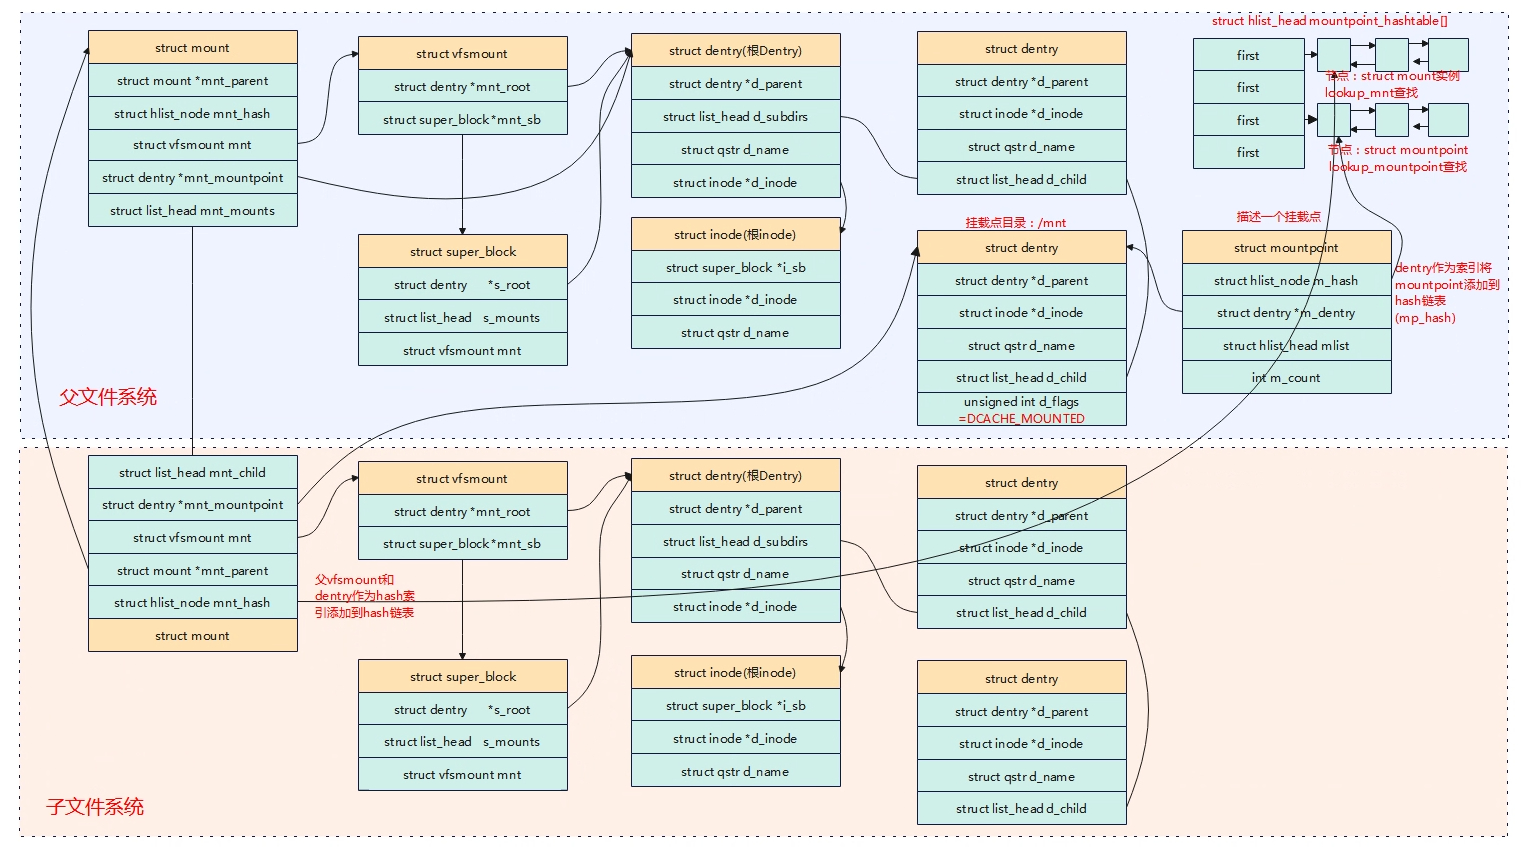 struct mount
struct mount *mnt_parent
struct hlist_node mnt_hash
struct vfsmount mnt
struct dentry *mnt_mountpoint
struct list_head mnt_mounts
struct vfsmount
struct dentry *mnt_root
struct super_block *mnt_sb
struct super_block
struct dentry *s_root
struct list_head s_mounts
struct vfsmount mnt
struct dentry(根Dentry)
struct dentry *d_parent
struct list_head d_subdirs
struct qstr d_name
struct inode *d_inode
struct inode(根inode)
struct super_block *i_sb
struct inode *d_inode
struct qstr d_name
struct dentry
struct dentry *d_parent
struct inode *d_inode
struct qstr d_name
struct list_head d_child
挂载点目录：/mnt
struct dentry
struct dentry *d_parent
struct inode *d_inode
struct qstr d_name
struct list_head d_child
unsigned int d_flags
=DCACHE_MOUNTED
struct hlist_head mountpoint_hashtable[]
first
first
first
first
节点：struct mount实例
lookup_mnt查找
节点：struct mountpoint
lookup_mountpoint查找
描述一个挂载点
struct mountpoint
struct hlist_node m_hash
struct dentry *m_dentry
struct hlist_head mlist
int m_count
dentry作为索引将
mountpoint添加到
hash链表
(mp_hash)
父文件系统
struct list_head mnt_child
struct dentry *mnt_mountpoint
struct vfsmount mnt
struct mount *mnt_parent
struct hlist_node mnt_hash
struct mount
父vfsmount和
dentry作为hash索
引添加到hash链表
struct vfsmount
struct dentry *mnt_root
struct super_block *mnt_sb
struct super_block
struct dentry *s_root
struct list_head s_mounts
struct vfsmount mnt
struct dentry(根Dentry)
struct dentry *d_parent
struct list_head d_subdirs
struct qstr d_name
struct inode *d_inode
struct inode(根inode)
struct super_block *i_sb
struct inode *d_inode
struct qstr d_name
struct dentry
struct dentry *d_parent
struct inode *d_inode
struct qstr d_name
struct list_head d_child
struct dentry
struct dentry *d_parent
struct inode *d_inode
struct qstr d_name
struct list_head d_child
子文件系统